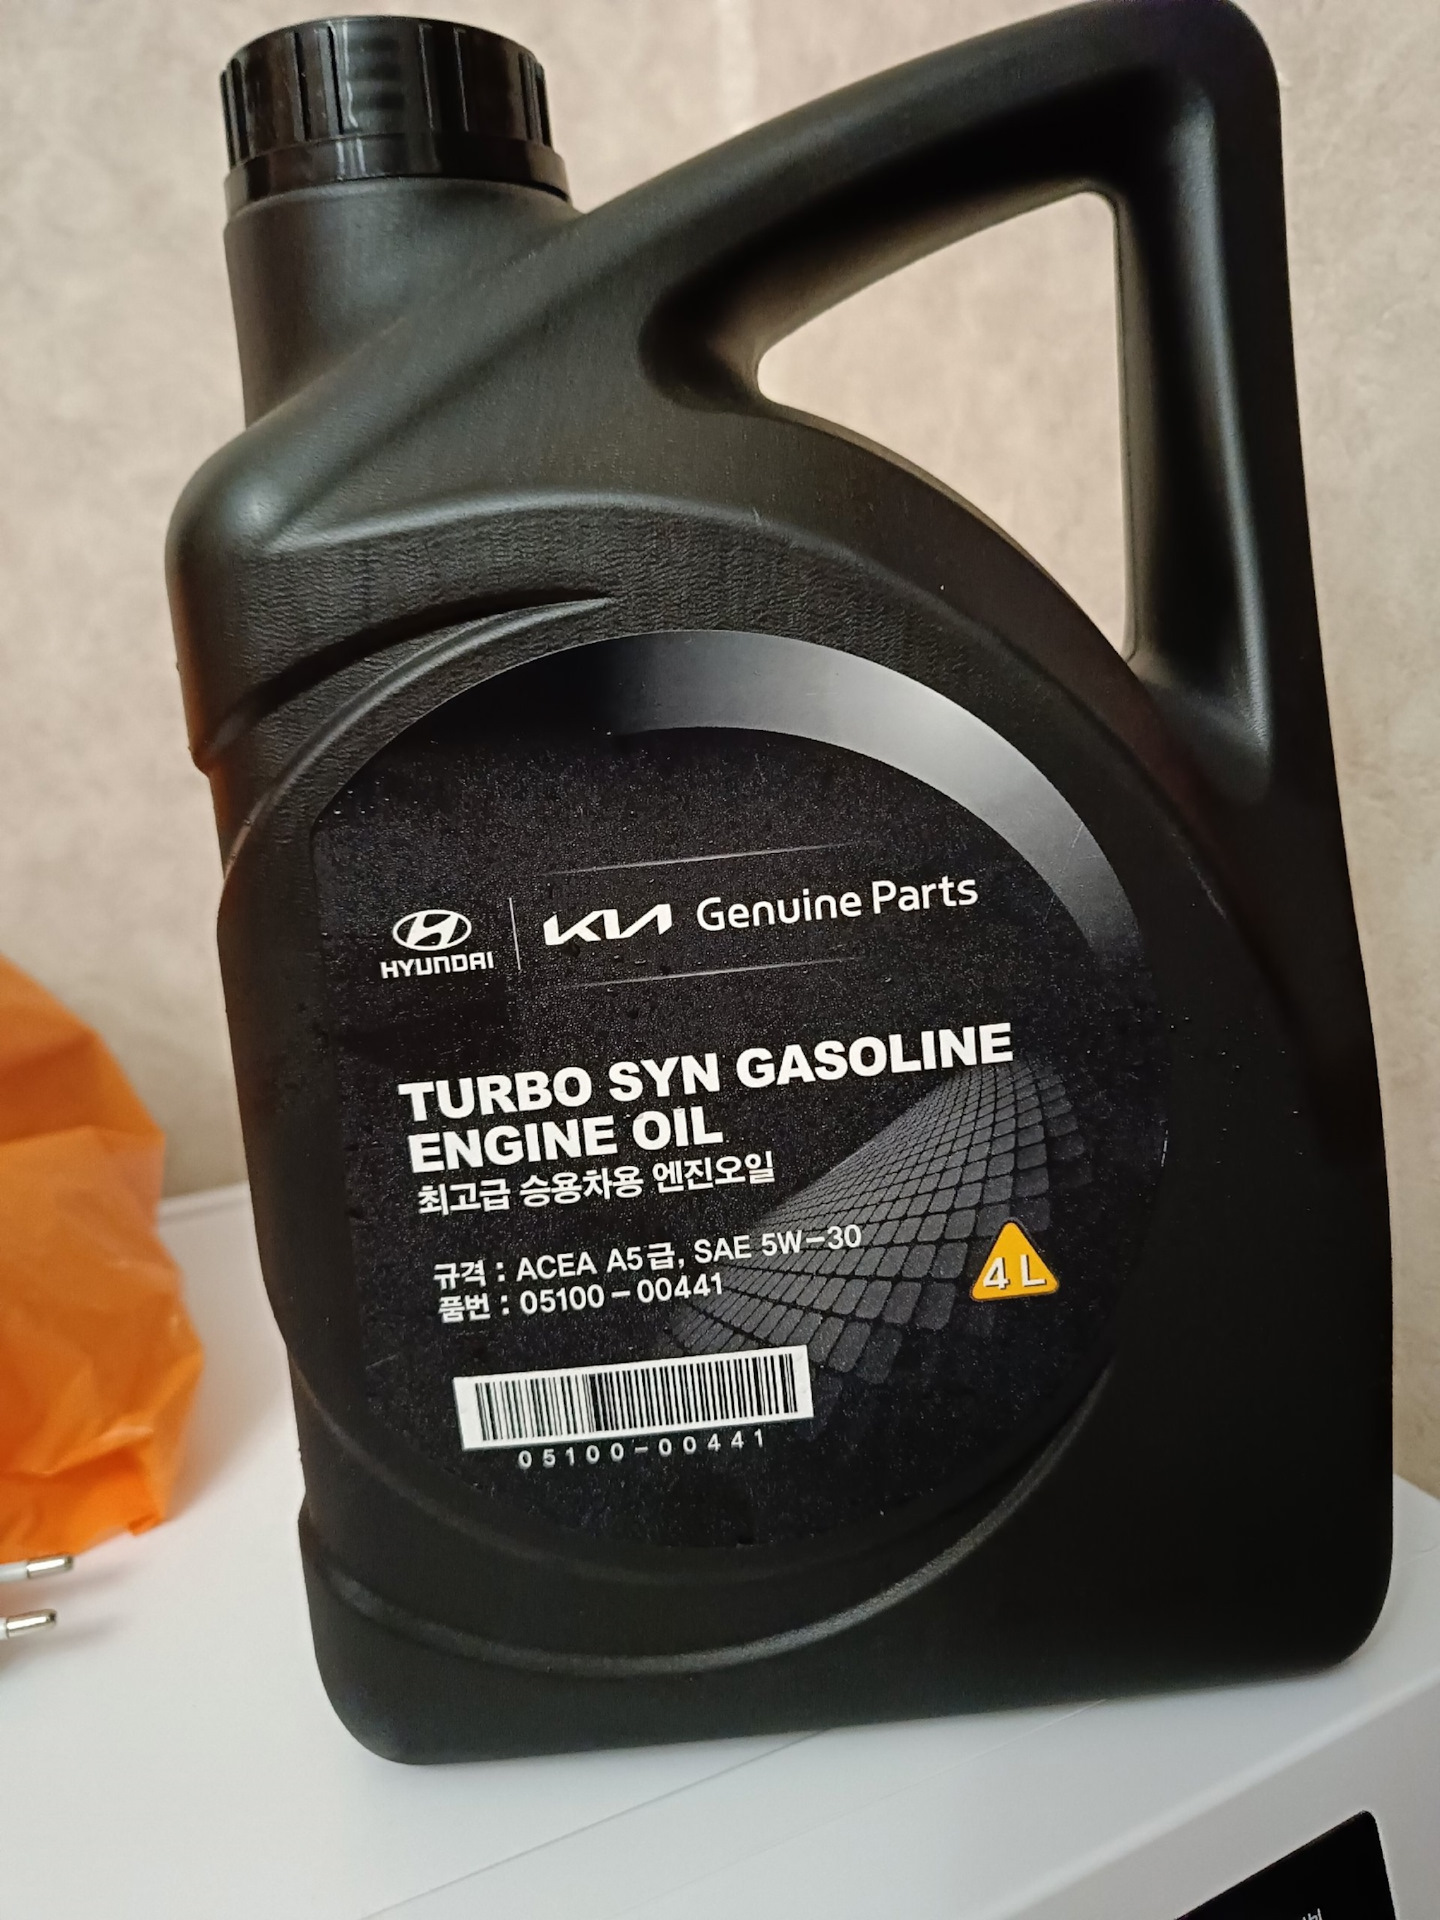 HYUNDAI KIA Genuine Parts
TURBO SYN GASOLINE
ENGINE OIL
최고급 승용차용 엔진오일
규격 : ACEA A5급, SAE 5W-30
품번 : 05100-00441
4 L
05100-00441